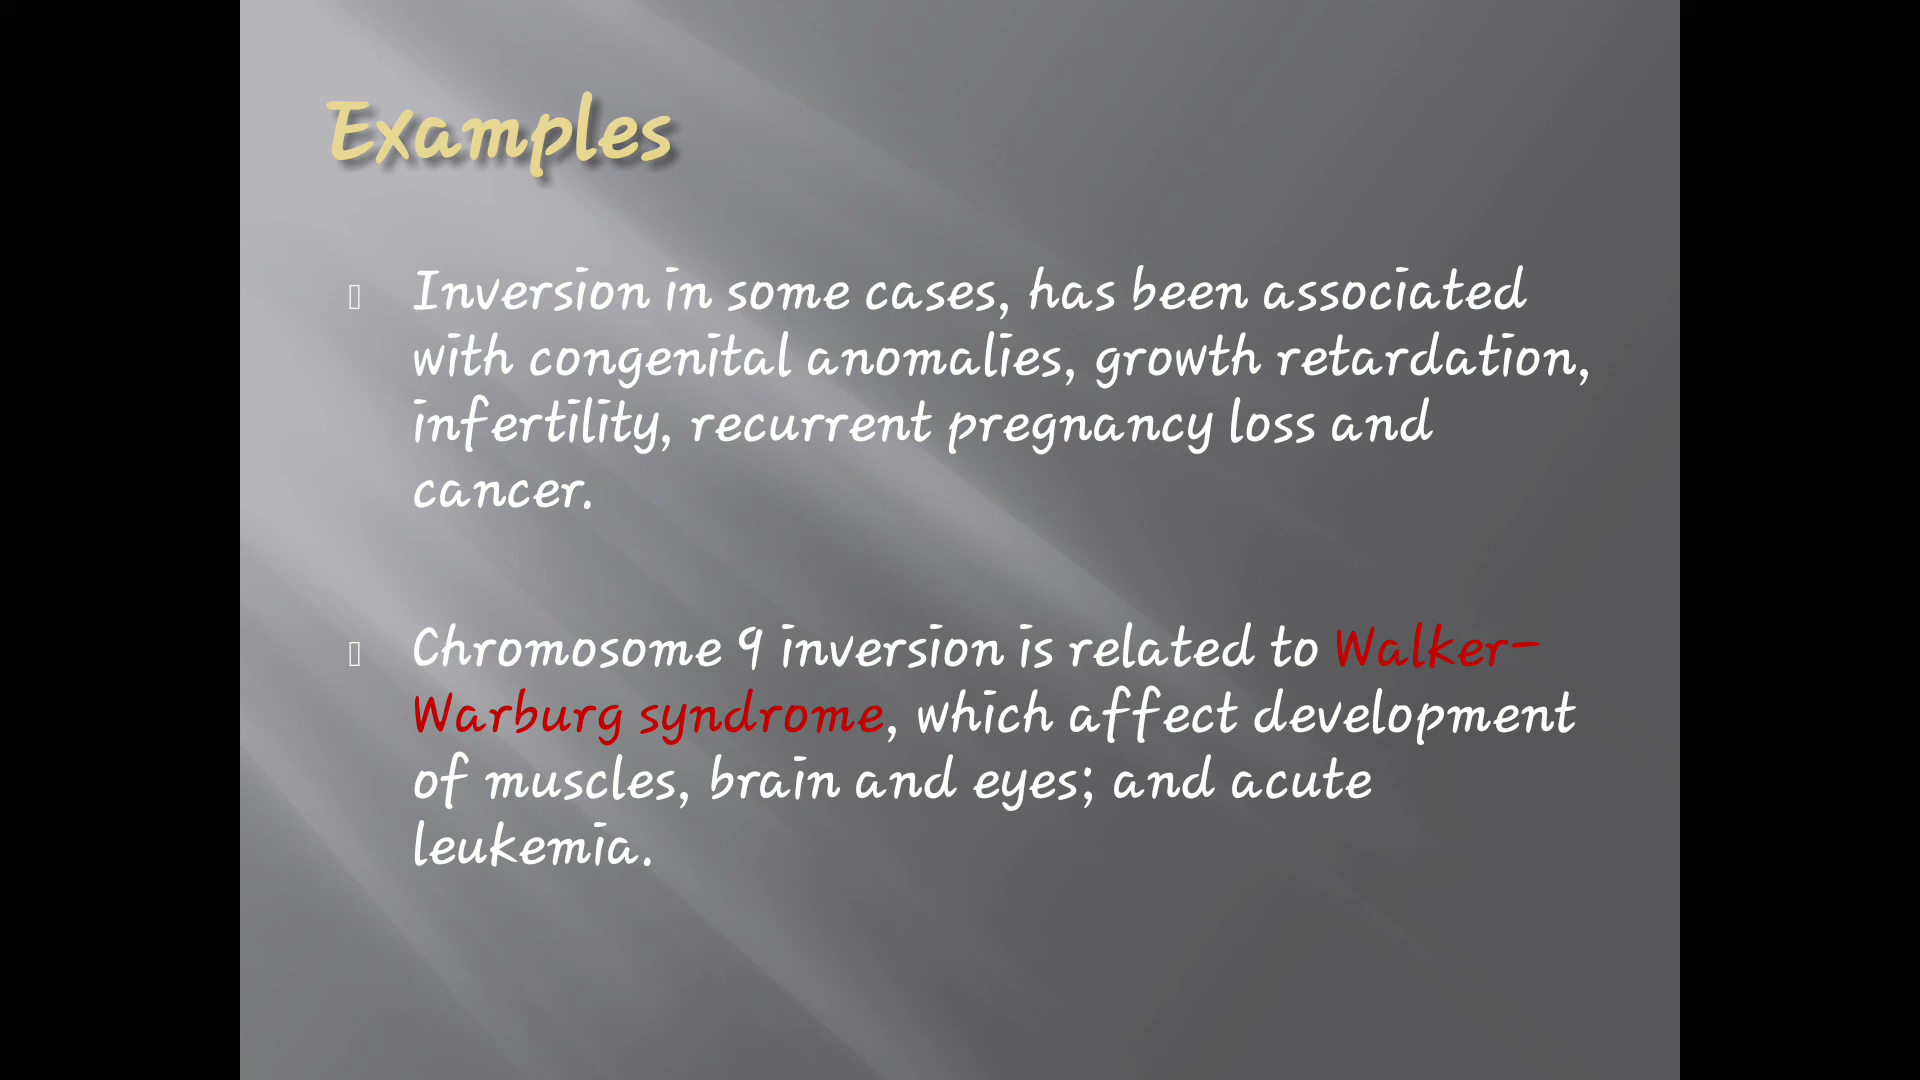 Examples
Inversion in some cases, has been associated
with congenital anomalies, growth retardation,
infertility, recurrent pregnancy loss and
cancer.
Chromosome 9 inversion is related to Walker-
Warburg syndrome, which affect development
of muscles, brain and eyes; and acute
leukemia.